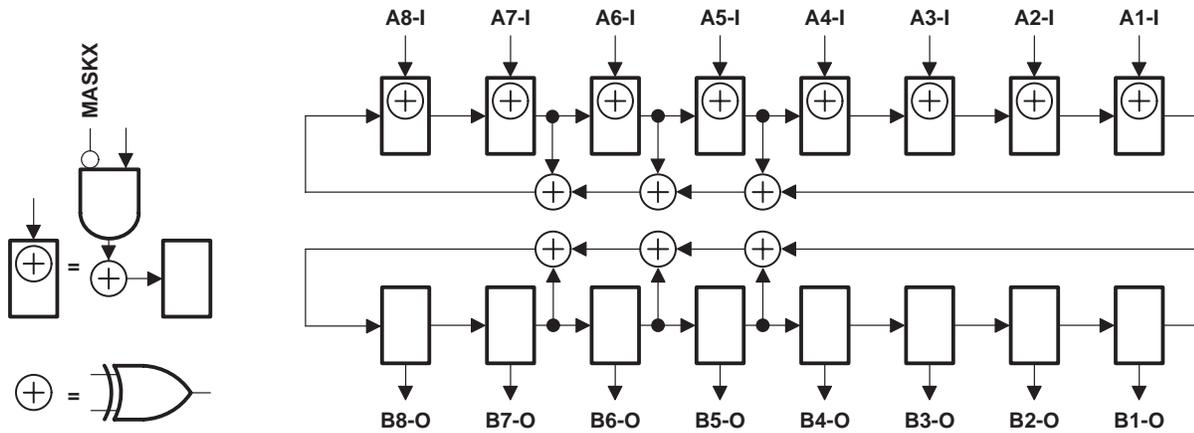 A8-I A7-I A6-I A5-I A4-I A3-I A2-I A1-I
MASKX
=
=
B8-O B7-O B6-O B5-O B4-O B3-O B2-O B1-O